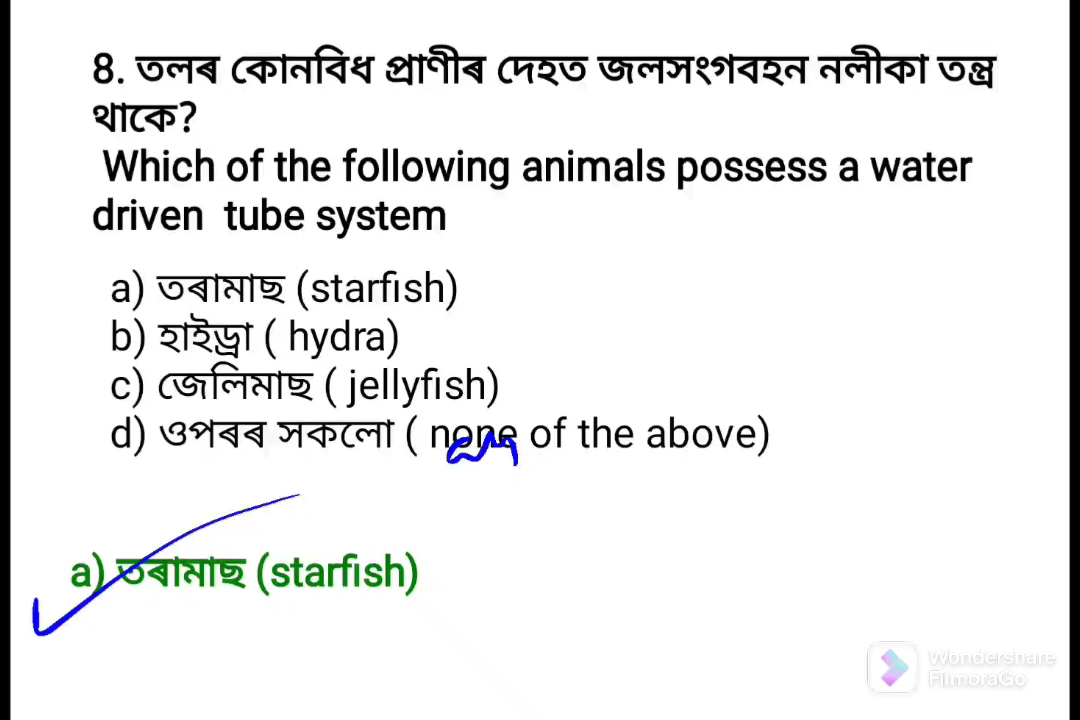 8. তলৰ কোনবিধ প্ৰাণীৰ দেহত জলসংগবহন নলীকা তন্ত্ৰ
থাকে?
Which of the following animals possess a water
driven tube system
a) তৰামাছ (starfish)
b) হাইড্ৰা ( hydra)
c) জেলিমাছ ( jellyfish)
d) ওপৰৰ সকলো ( none of the above)
a) তৰামাছ (starfish)
Wondershare
FilmoraGo